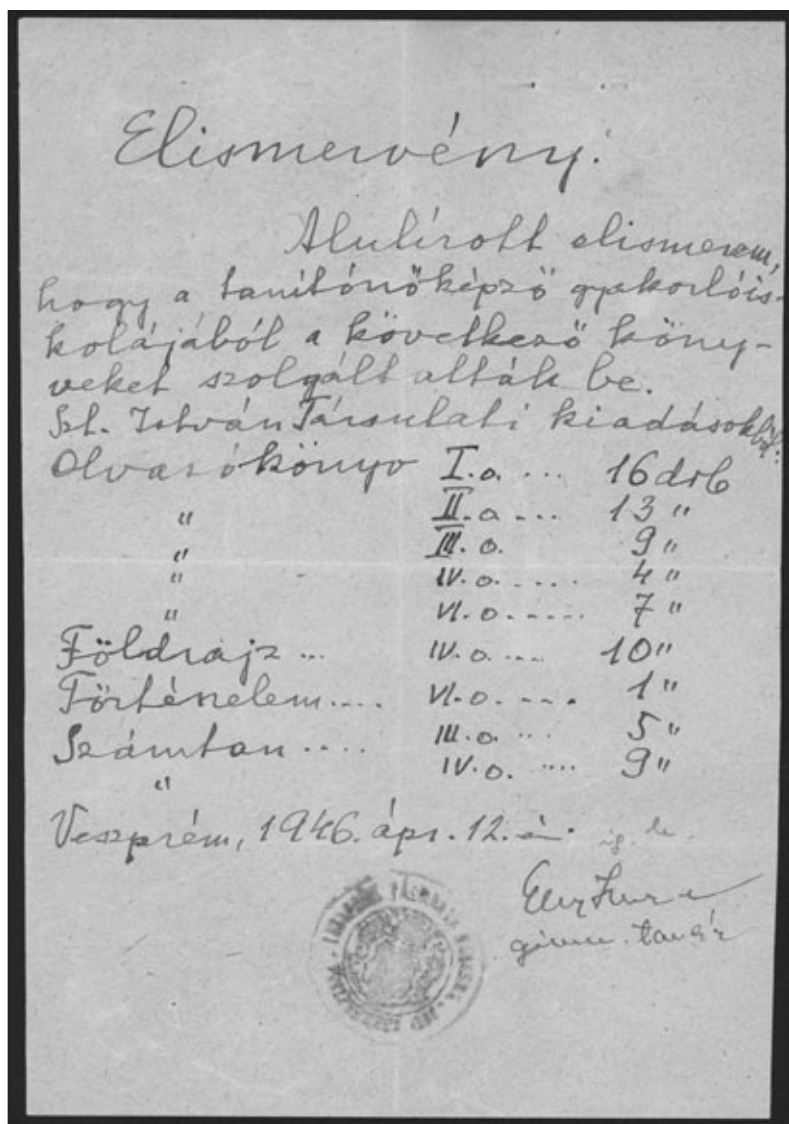 Elismervény.
Alulírott elismerem,
hogy a tanítónőképző gyakorlóis-
kolájából a következő köny-
veket szolgáltatták be.
Szt. István Társulati kiadásokból:
Olvasókönyv I.o. ... 16 drb
" II.o. ... 13 "
" III.o. 9 "
" IV.o. ..... 4 "
" VI.o. ..... 7 "
Földrajz ... IV.o. .... 10 "
Történelem .... VI.o. .... 1 "
Számtan .... III.o. ... 5 "
" IV.o. .... 9 "
Veszprém, 1946. ápr. 12.-én.
gimn. tanár